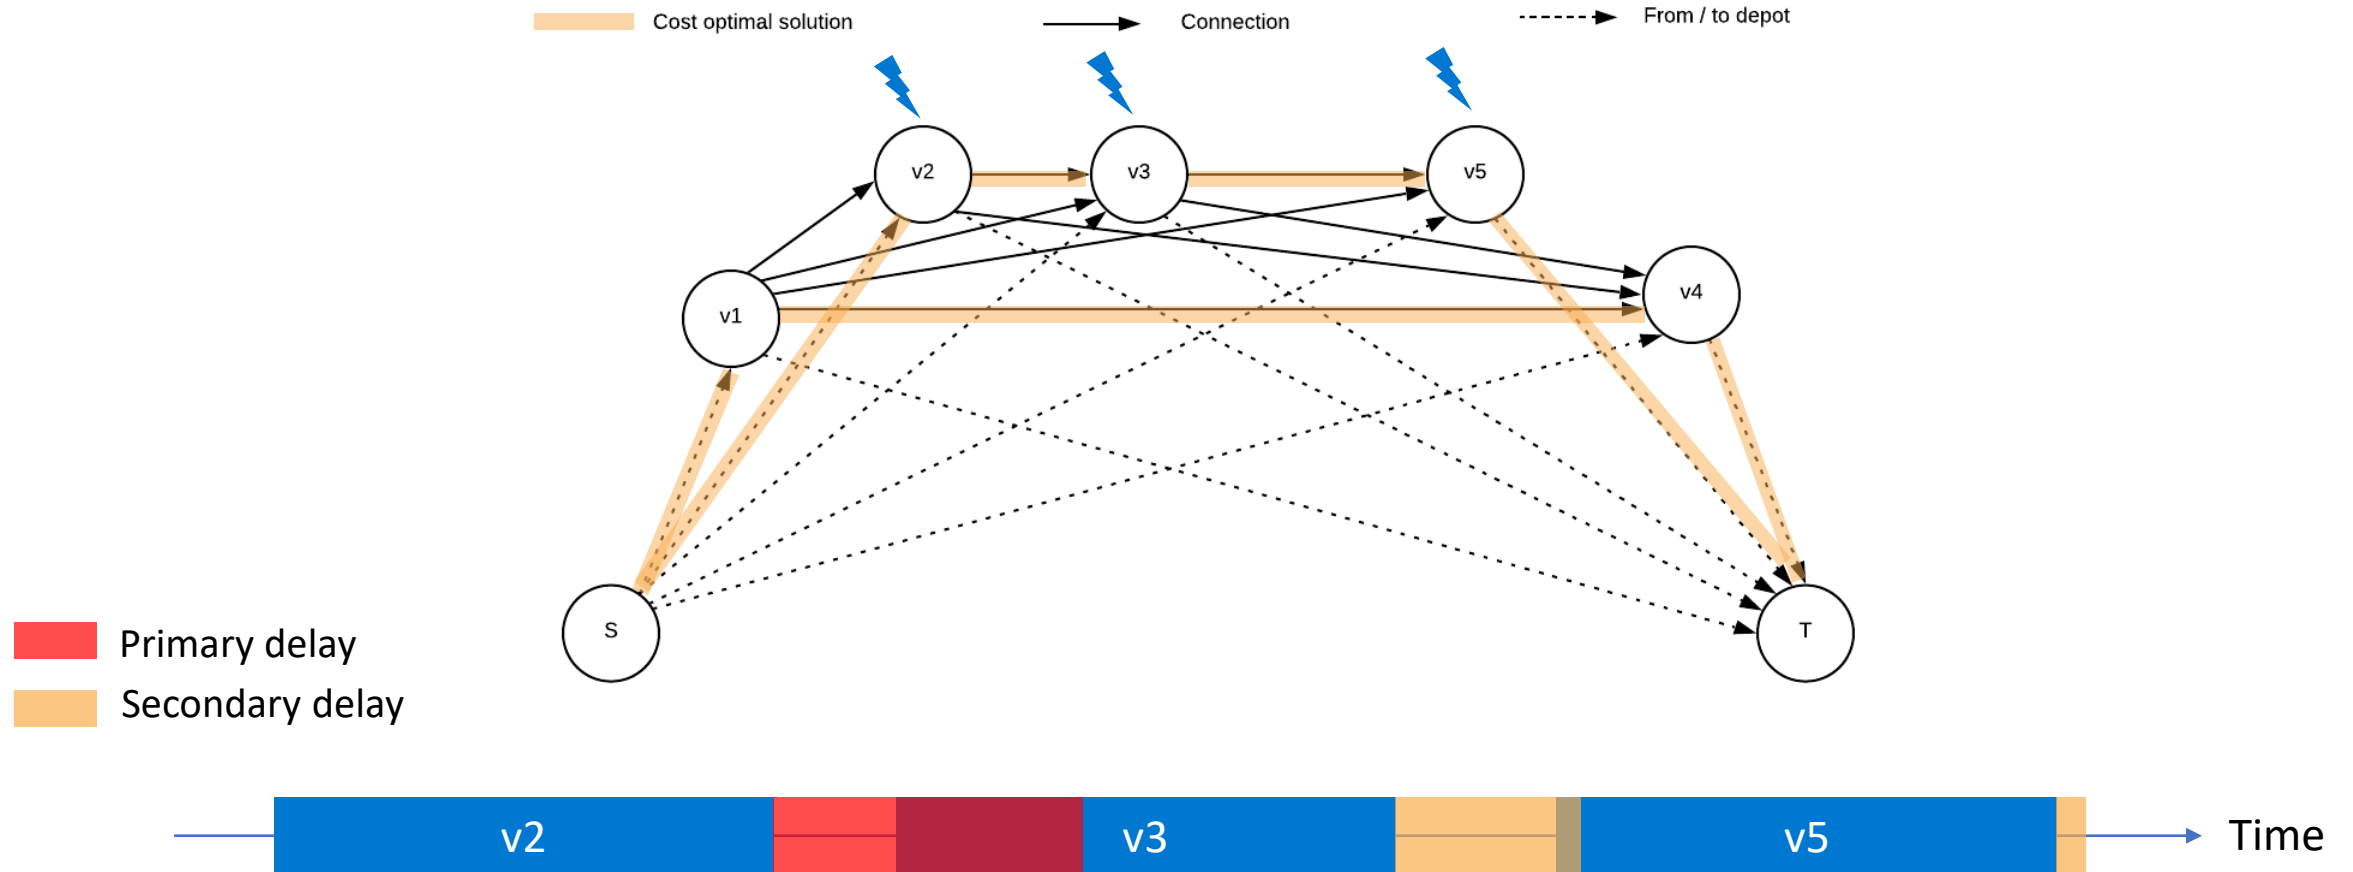 Cost optimal solution
Connection
From / to depot
v2
v3
v5
v4
v1
S
T
Primary delay
Secondary delay
v2
v3
v5
Time